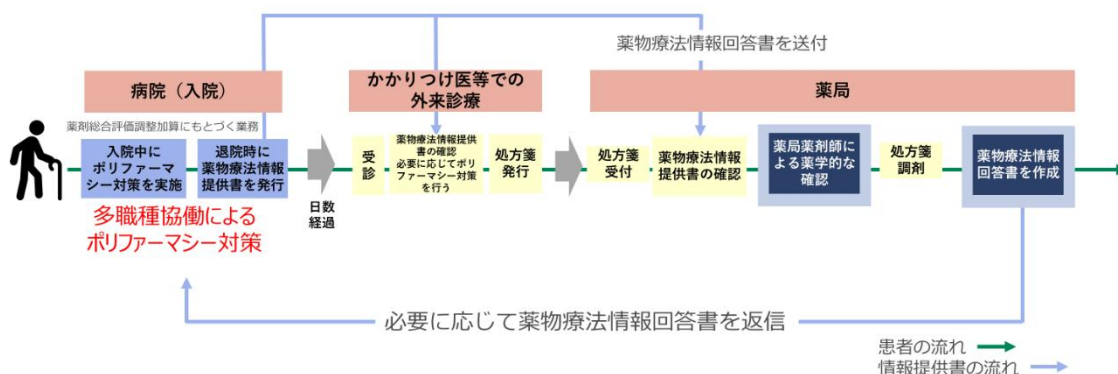 薬物療法情報回答書を送付
病院（入院）
かかりつけ医等での
外来診療
薬局
薬剤総合評価調整加算にもとづく業務
入院中に
ポリファーマ
シー対策を実施
退院時に
薬物療法情報
提供書を発行
多職種協働による
ポリファーマシー対策
日数
経過
受
診
薬物療法情報提供
書の確認
必要に応じてポリ
ファーマシー対策
を行う
処方箋
発行
処方箋
受付
薬物療法情報
提供書の確認
薬局薬剤師に
よる薬学的な
確認
処方箋
調剤
薬物療法情報
回答書を作成
必要に応じて薬物療法情報回答書を返信
患者の流れ
情報提供書の流れ